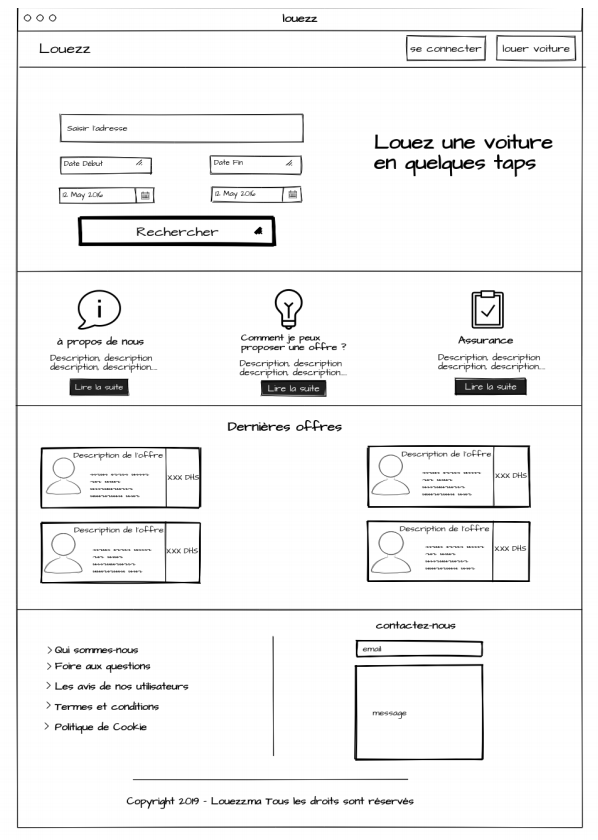 louezz
Louezz
se connecter
louer voiture
Saisir l'adresse
Date Début
Date Fin
12 May 2016
12 May 2016
Rechercher
Louez une voiture
en quelques taps
à propos de nous
Description, description
description, description....
Lire la suite
Comment je peux
proposer une offre ?
Description, description
description, description....
Lire la suite
Assurance
Description, description
description, description....
Lire la suite
Dernières offres
Description de l'offre
XXX DHS
Description de l'offre
XXX DHS
Description de l'offre
XXX DHS
Description de l'offre
XXX DHS
> Qui sommes-nous
> Foire aux questions
> Les avis de nos utilisateurs
> Termes et conditions
> Politique de Cookie
contactez-nous
email
message
Copyright 2019 - Louezz.ma Tous les droits sont réservés